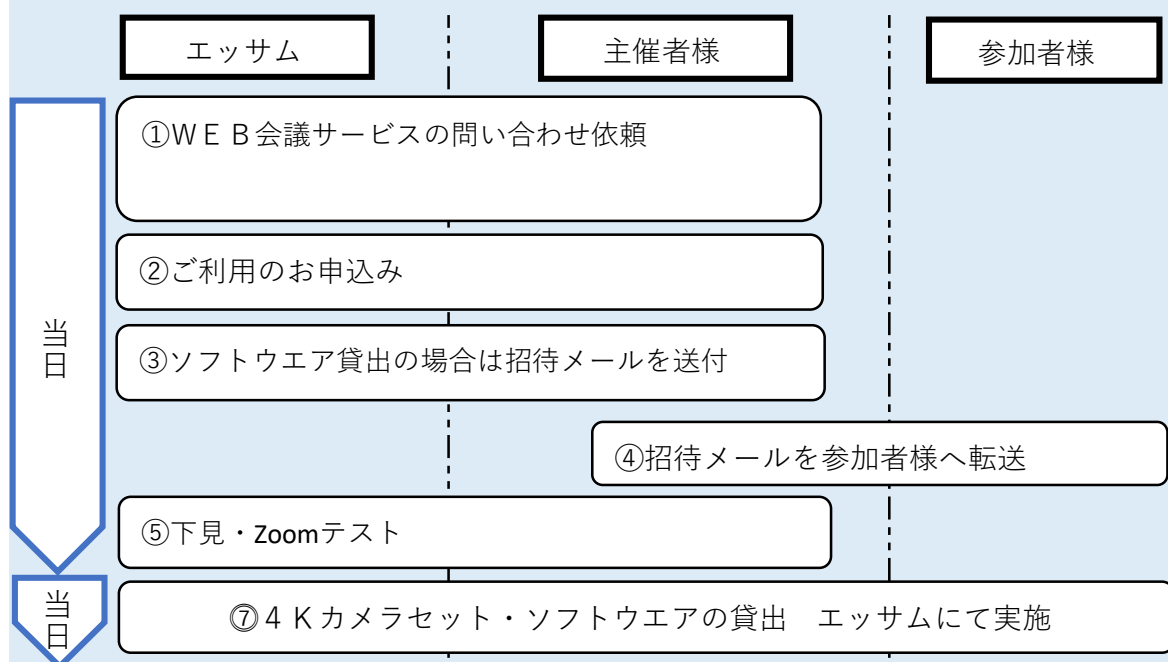 エッサム
主催者様
参加者様
当日
①ＷＥＢ会議サービスの問い合わせ依頼
②ご利用のお申込み
③ソフトウエア貸出の場合は招待メールを送付
④招待メールを参加者様へ転送
⑤下見・Zoomテスト
当日
⑦４Ｋカメラセット・ソフトウエアの貸出　エッサムにて実施